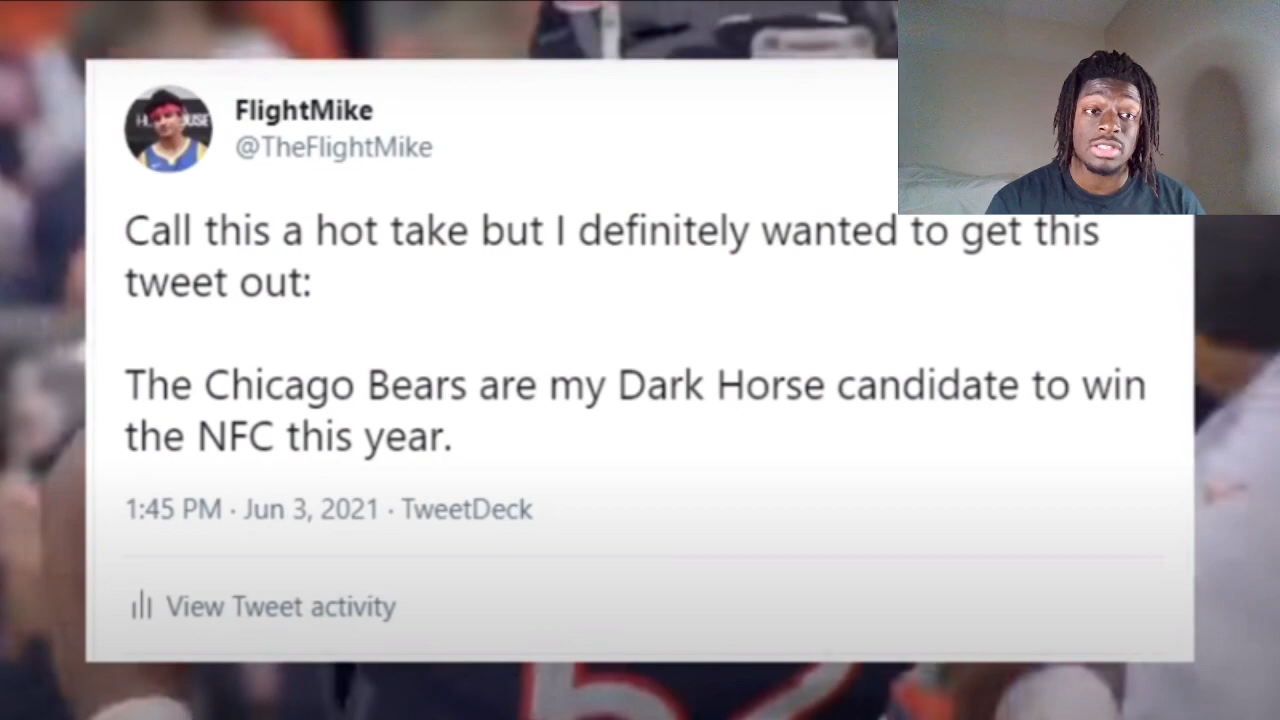 FlightMike
@TheFlightMike
Call this a hot take but I definitely wanted to get this
tweet out:
The Chicago Bears are my Dark Horse candidate to win
the NFC this year.
1:45 PM · Jun 3, 2021 · TweetDeck
View Tweet activity